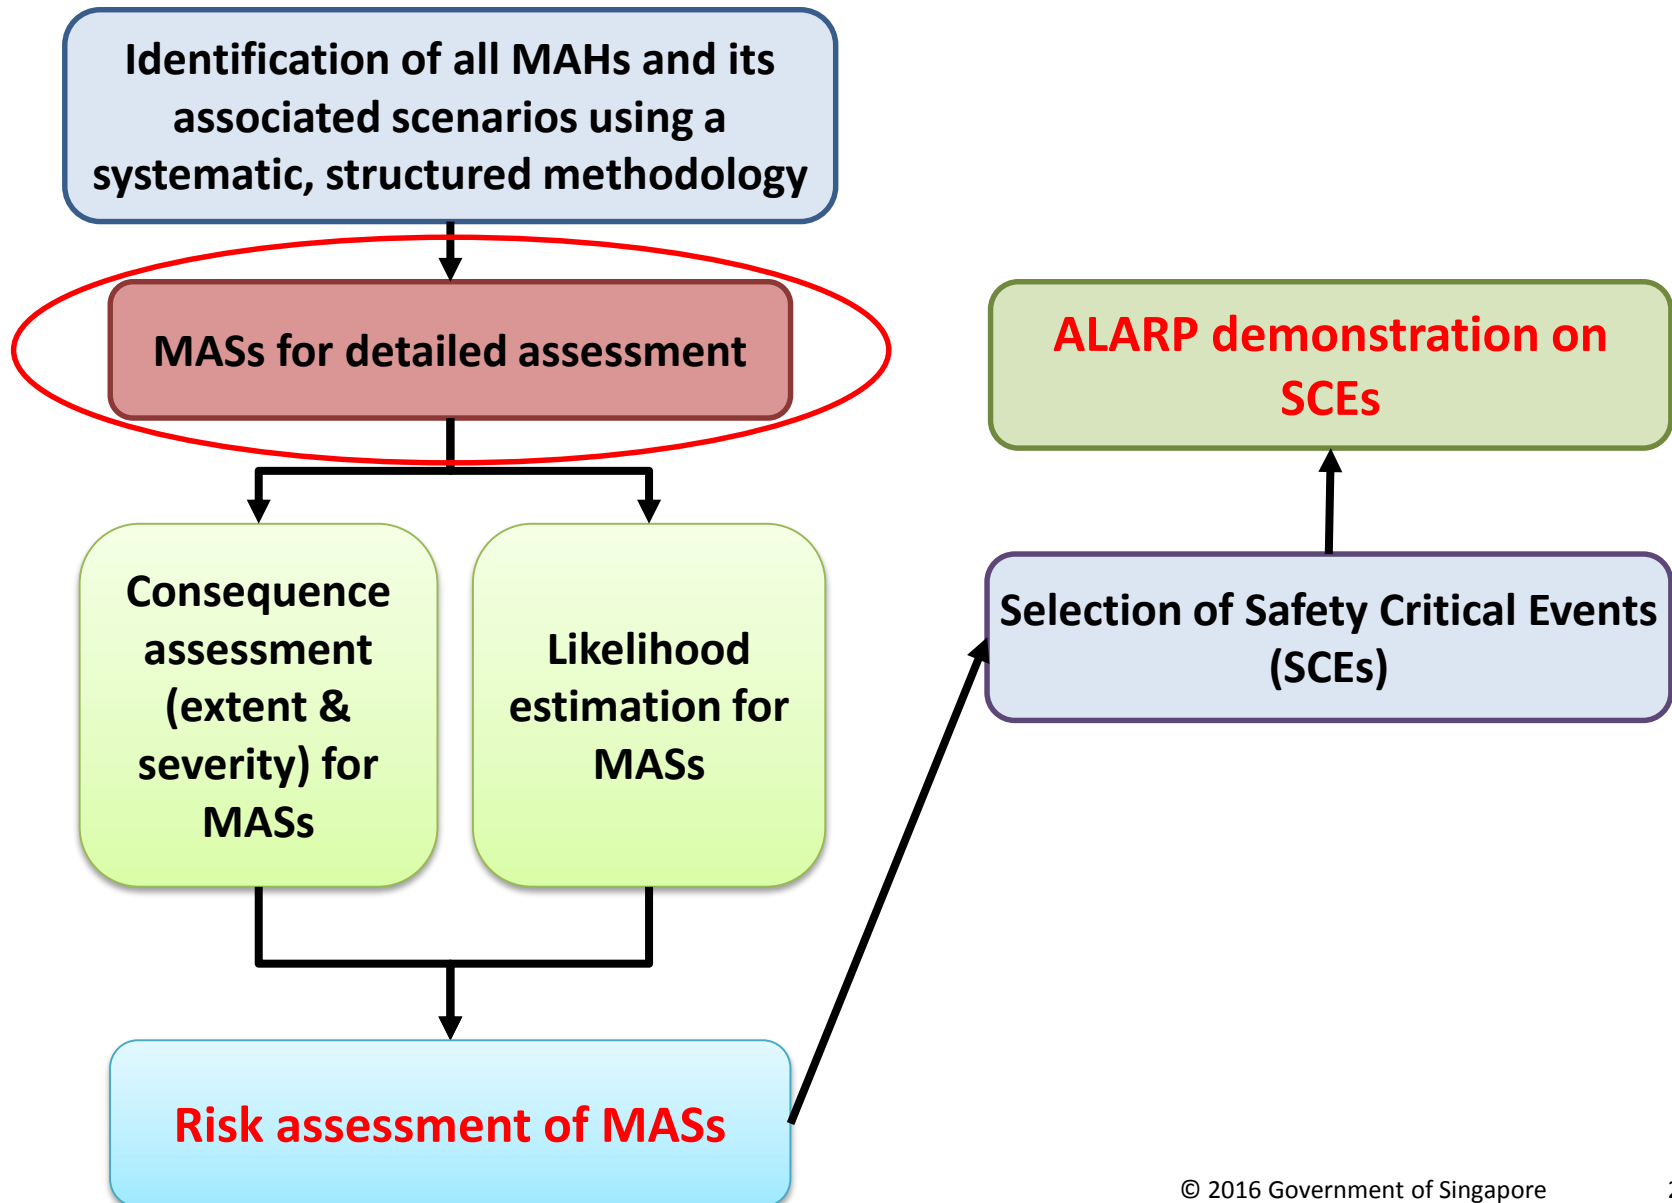 Identification of all MAHs and its
associated scenarios using a
systematic, structured methodology
MASs for detailed assessment
Consequence
assessment
(extent &
severity) for
MASs
Likelihood
estimation for
MASs
Risk assessment of MASs
ALARP demonstration on
SCEs
Selection of Safety Critical Events
(SCEs)
© 2016 Government of Singapore